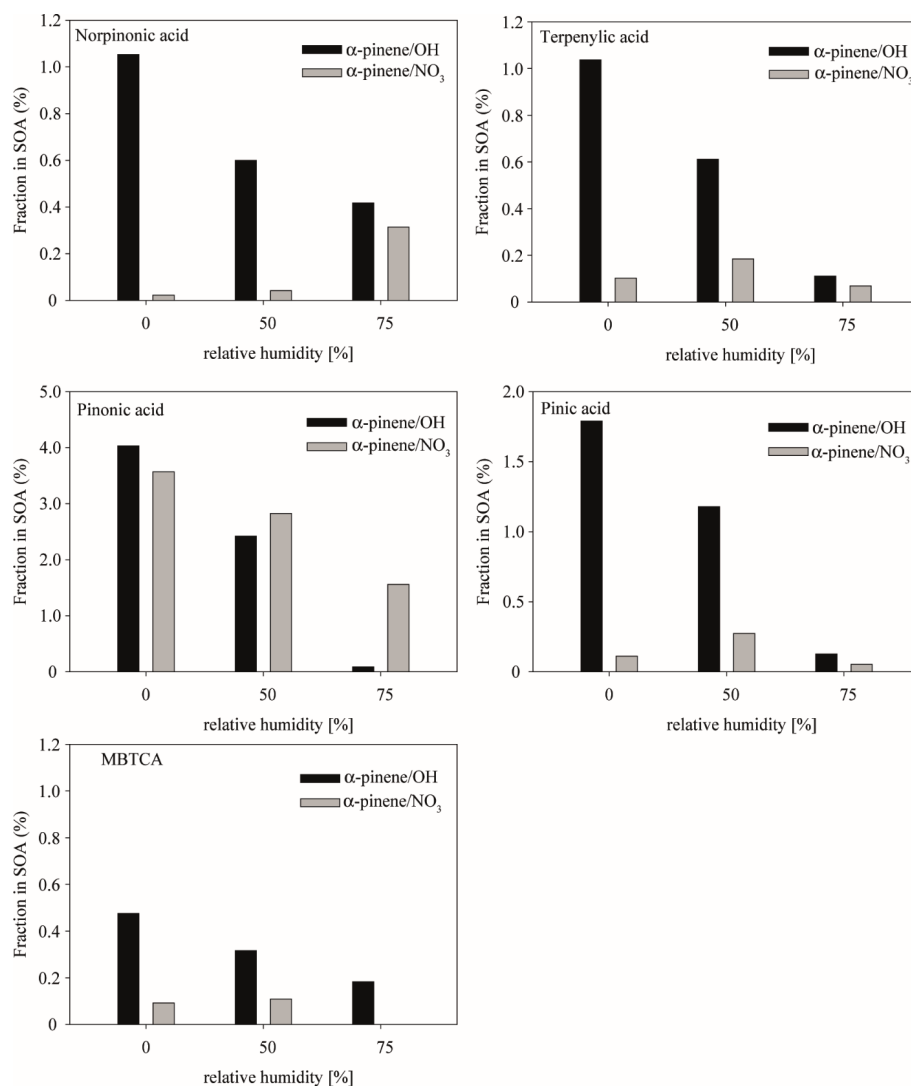 Norpinonic acid
α-pinene/OH
α-pinene/NO3
Fraction in SOA (%)
1.2
1.0
0.8
0.6
0.4
0.2
0
0 50 75
relative humidity [%]
Terpenylic acid
α-pinene/OH
α-pinene/NO3
Fraction in SOA (%)
1.2
1.0
0.8
0.6
0.4
0.2
0
0 50 75
relative humidity [%]
Pinonic acid
α-pinene/OH
α-pinene/NO3
Fraction in SOA (%)
5.0
4.0
3.0
2.0
1.0
0
0 50 75
relative humidity [%]
Pinic acid
α-pinene/OH
α-pinene/NO3
Fraction in SOA (%)
2.0
1.5
1.0
0.5
0
0 50 75
relative humidity [%]
MBTCA
α-pinene/OH
α-pinene/NO3
Fraction in SOA (%)
1.2
1.0
0.8
0.6
0.4
0.2
0
0 50 75
relative humidity [%]